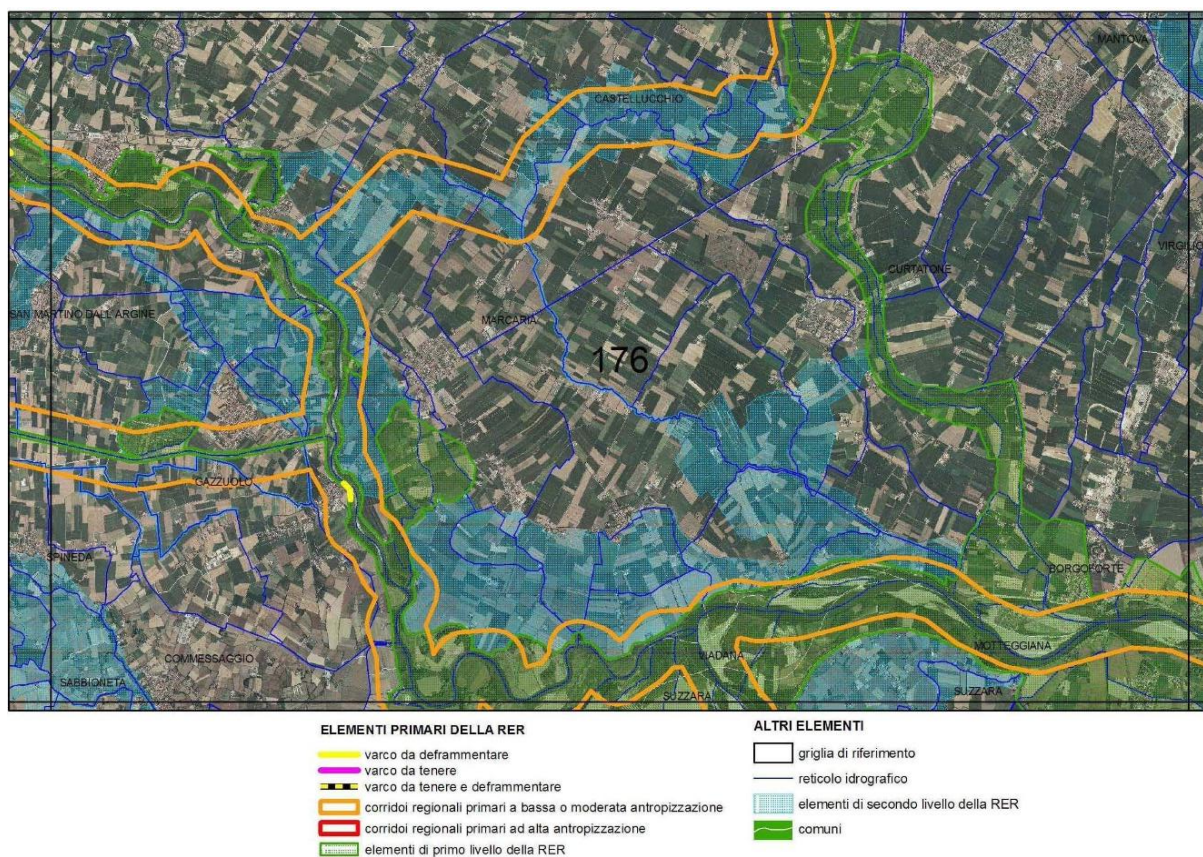 MANTOVA
CASTELLUCCHIO
VIRGILIO
CURTATONE
SAN MARTINO DALL'ARGINE
MARCARIA
176
GAZZUOLO
SPINEDA
BORGOFORTE
MOTTEGGIANA
COMMESSAGGIO
VIADANA
SABBIONETA
SUZZARA
SUZZARA
ELEMENTI PRIMARI DELLA RER
varco da deframmentare
varco da tenere
varco da tenere e deframmentare
corridoi regionali primari a bassa o moderata antropizzazione
corridoi regionali primari ad alta antropizzazione
elementi di primo livello della RER
ALTRI ELEMENTI
griglia di riferimento
reticolo idrografico
elementi di secondo livello della RER
comuni